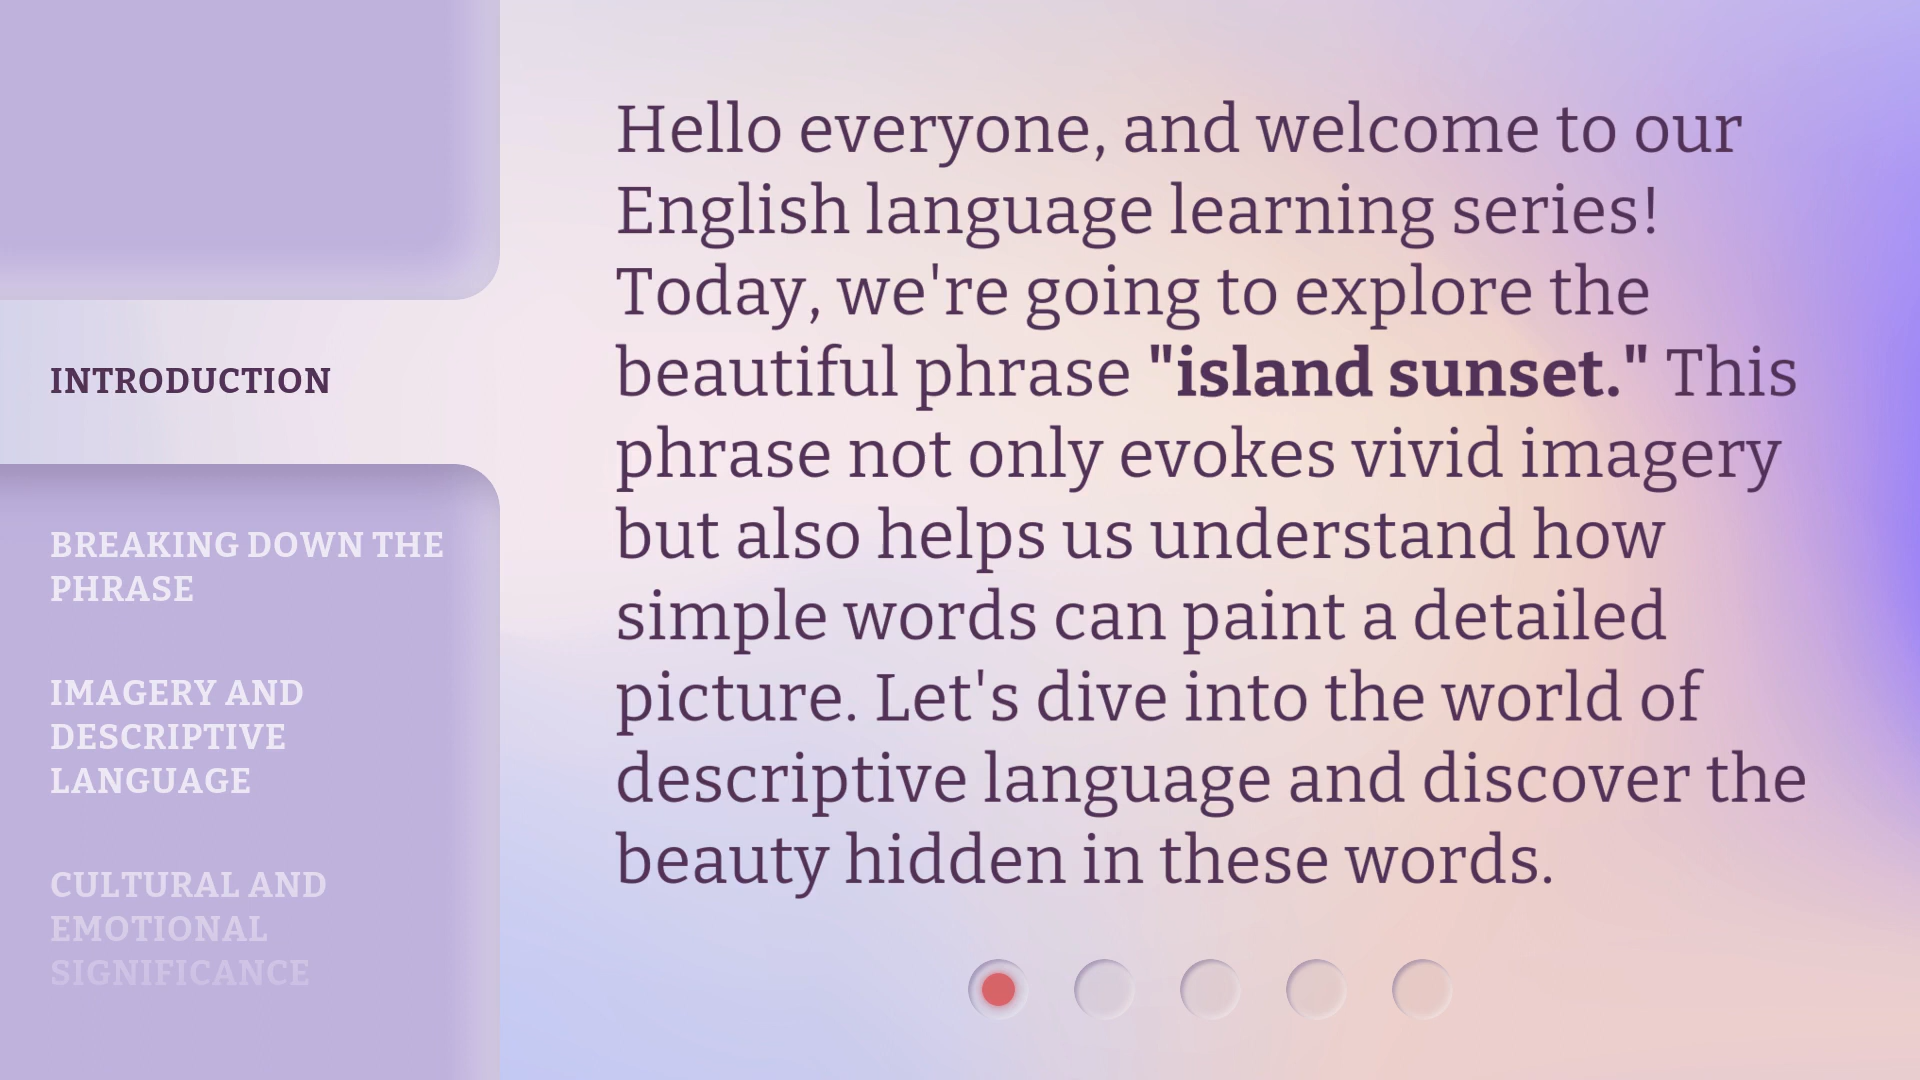 INTRODUCTION
BREAKING DOWN THE
PHRASE
IMAGERY AND
DESCRIPTIVE
LANGUAGE
CULTURAL AND
EMOTIONAL
SIGNIFICANCE
Hello everyone, and welcome to our
English language learning series!
Today, we're going to explore the
beautiful phrase "island sunset." This
phrase not only evokes vivid imagery
but also helps us understand how
simple words can paint a detailed
picture. Let's dive into the world of
descriptive language and discover the
beauty hidden in these words.